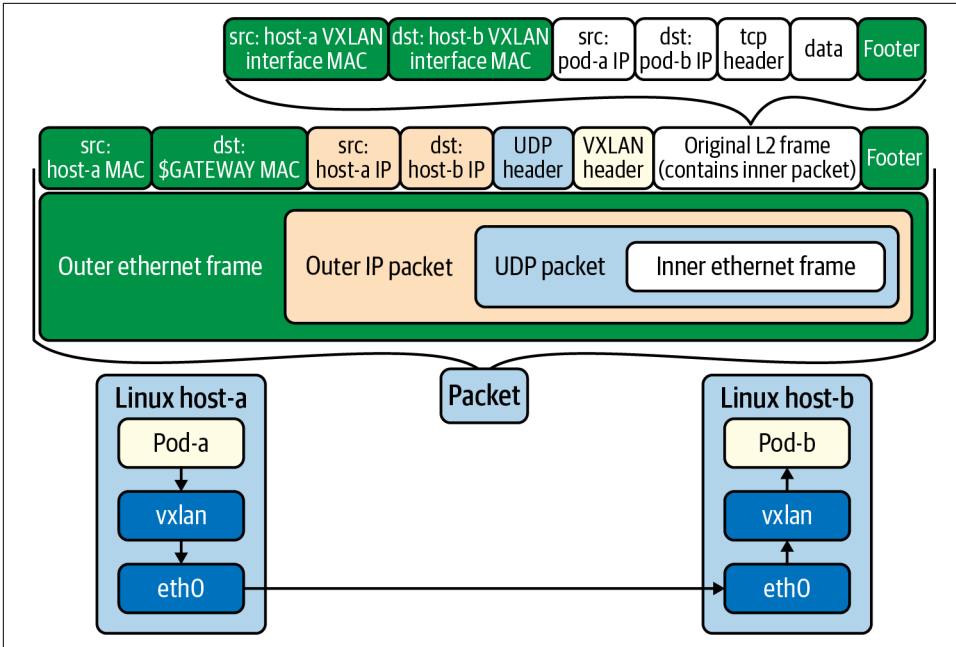 src: host-a VXLAN
interface MAC
dst: host-b VXLAN
interface MAC
src:
pod-a IP
dst:
pod-b IP
tcp
header
data
Footer
src:
host-a MAC
dst:
$GATEWAY MAC
src:
host-a IP
dst:
host-b IP
UDP
header
VXLAN
header
Original L2 frame
(contains inner packet)
Footer
Outer ethernet frame
Outer IP packet
UDP packet
Inner ethernet frame
Packet
Linux host-a
Pod-a
vxlan
eth0
Linux host-b
Pod-b
vxlan
eth0